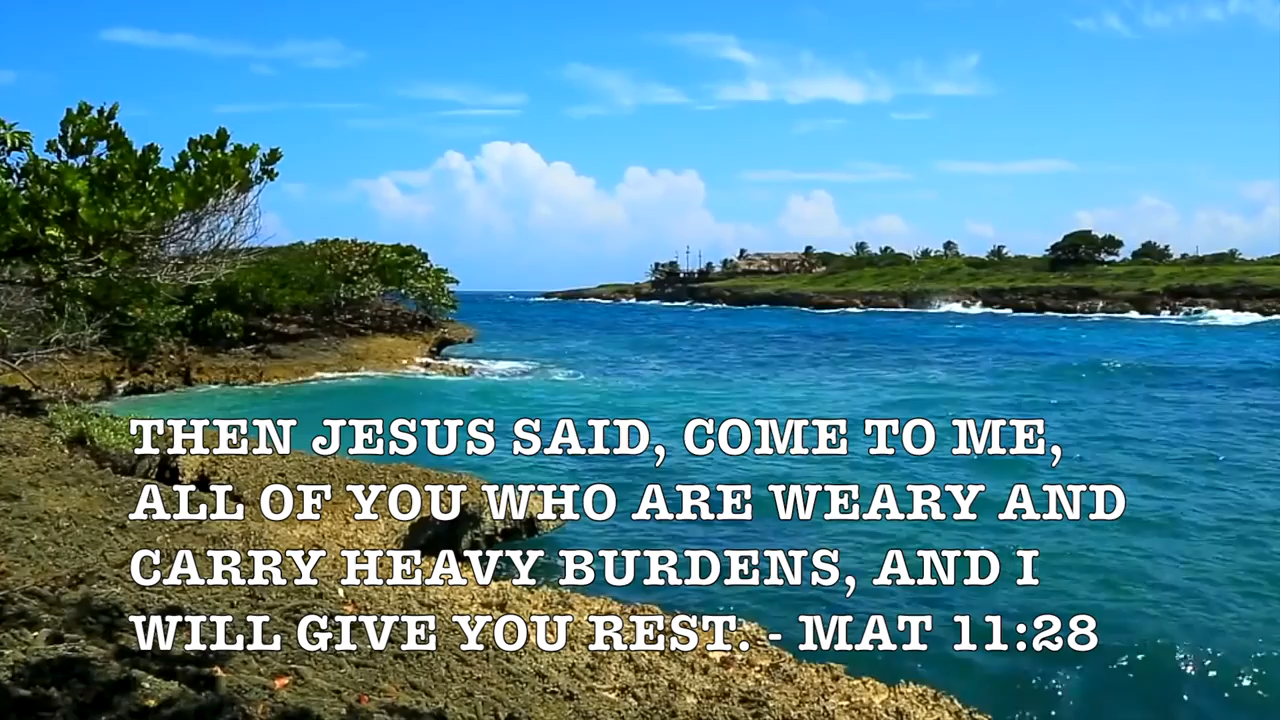 THEN JESUS SAID, COME TO ME,
ALL OF YOU WHO ARE WEARY AND
CARRY HEAVY BURDENS, AND I
WILL GIVE YOU REST. - MAT 11:28